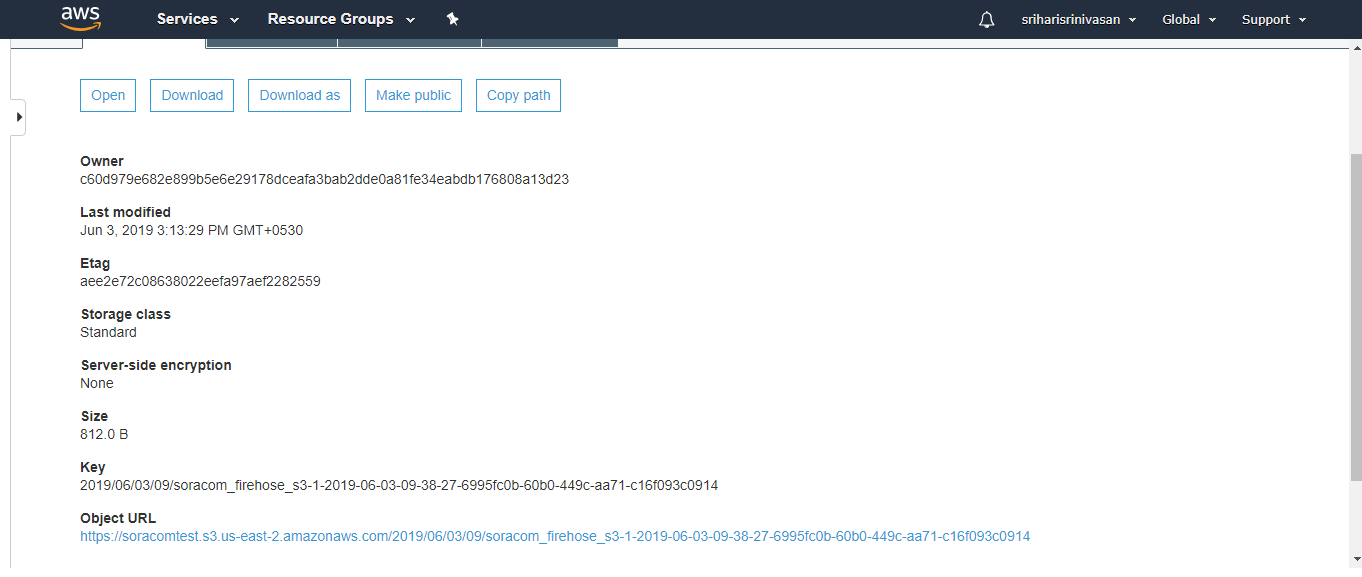 aws Services Resource Groups sriharisrinivasan Global Support
Open Download Download as Make public Copy path
Owner
c60d979e682e899b5e6e29178dceafa3bab2dde0a81fe34eabdb176808a13d23
Last modified
Jun 3, 2019 3:13:29 PM GMT+0530
Etag
aee2e72c08638022eefa97aef2282559
Storage class
Standard
Server-side encryption
None
Size
812.0 B
Key
2019/06/03/09/soracom_firehose_s3-1-2019-06-03-09-38-27-6995fc0b-60b0-449c-aa71-c16f093c0914
Object URL
https://soracomtest.s3.us-east-2.amazonaws.com/2019/06/03/09/soracom_firehose_s3-1-2019-06-03-09-38-27-6995fc0b-60b0-449c-aa71-c16f093c0914